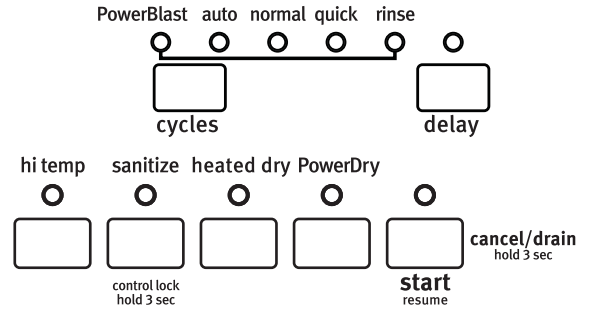 PowerBlast auto normal quick rinse
cycles delay
hi temp sanitize heated dry PowerDry
cancel/drain
hold 3 sec
control lock
hold 3 sec
start
resume